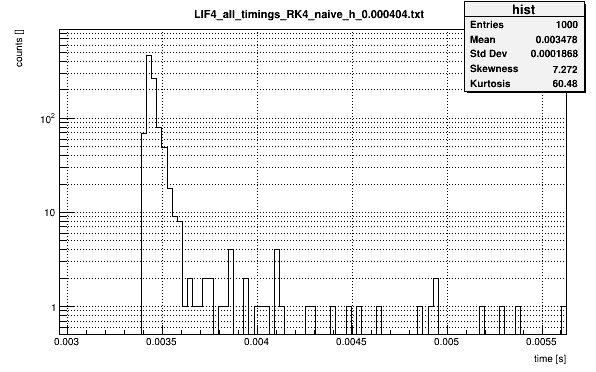 LIF4_all_timings_RK4_naive_h_0.000404.txt
hist
Entries 1000
Mean 0.003478
Std Dev 0.0001868
Skewness 7.272
Kurtosis 60.48
counts []
10²
10
1
0.003 0.0035 0.004 0.0045 0.005 0.0055
time [s]